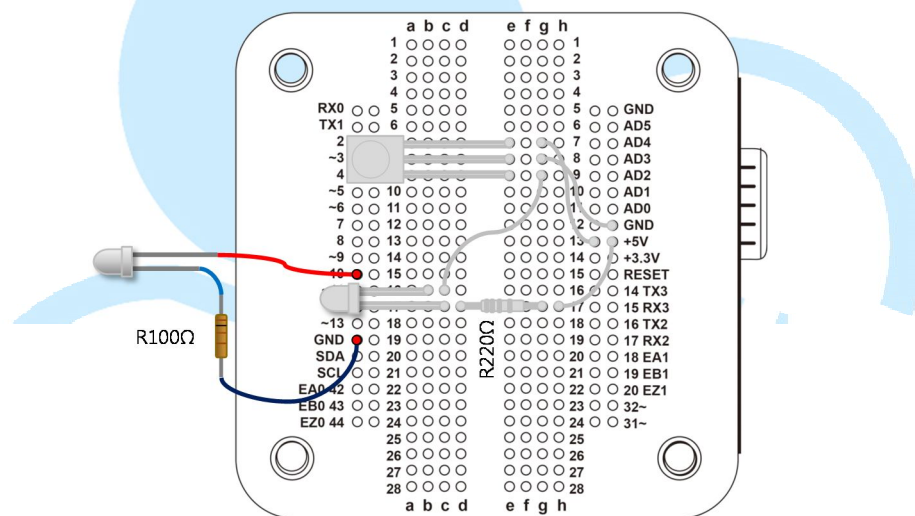 a b c d e f g h
1 1
2 2
3 3
4 4
RX0 5 5 GND
TX1 6 6 AD5
2 7 AD4
~3 8 AD3
4 9 AD2
~5 10 10 AD1
~6 11 AD0
7 12 GND
8 13 13 +5V
~9 14 14 +3.3V
10 15 15 RESET
16 14 TX3
17 15 RX3
~13 18 18 16 TX2
GND 19 19 17 RX2
SDA 20 20 18 EA1
SCL 21 21 19 EB1
EA0 42 22 22 20 EZ1
EB0 43 23 23 32~
EZ0 44 24 24 31~
25 25
26 26
27 27
28 28
a b c d e f g h
R100Ω
R220Ω